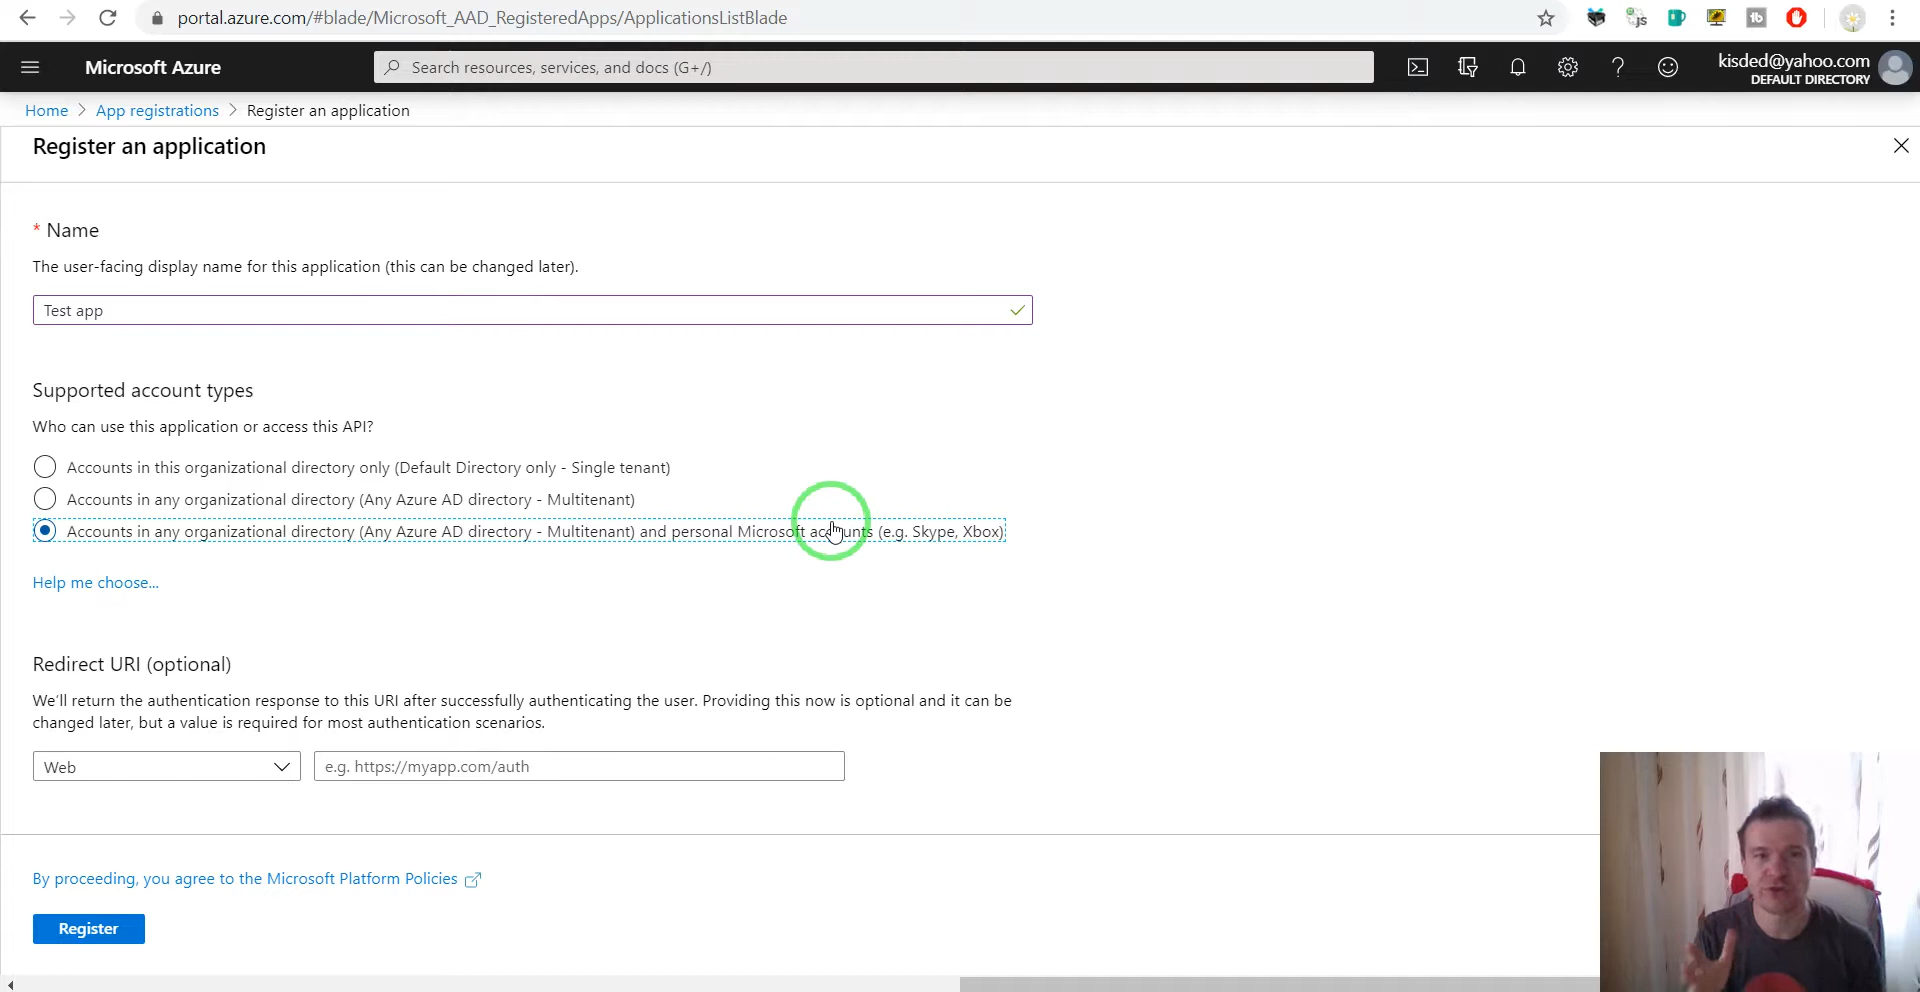 portal.azure.com/#blade/Microsoft_AAD_RegisteredApps/ApplicationsListBlade
Microsoft Azure
Search resources, services, and docs (G+/)
kisded@yahoo.com
DEFAULT DIRECTORY
Home > App registrations > Register an application
Register an application
* Name
The user-facing display name for this application (this can be changed later).
Test app
Supported account types
Who can use this application or access this API?
Accounts in this organizational directory only (Default Directory only - Single tenant)
Accounts in any organizational directory (Any Azure AD directory - Multitenant)
Accounts in any organizational directory (Any Azure AD directory - Multitenant) and personal Microsoft accounts (e.g. Skype, Xbox)
Help me choose...
Redirect URI (optional)
We'll return the authentication response to this URI after successfully authenticating the user. Providing this now is optional and it can be
changed later, but a value is required for most authentication scenarios.
Web
e.g. https://myapp.com/auth
By proceeding, you agree to the Microsoft Platform Policies
Register